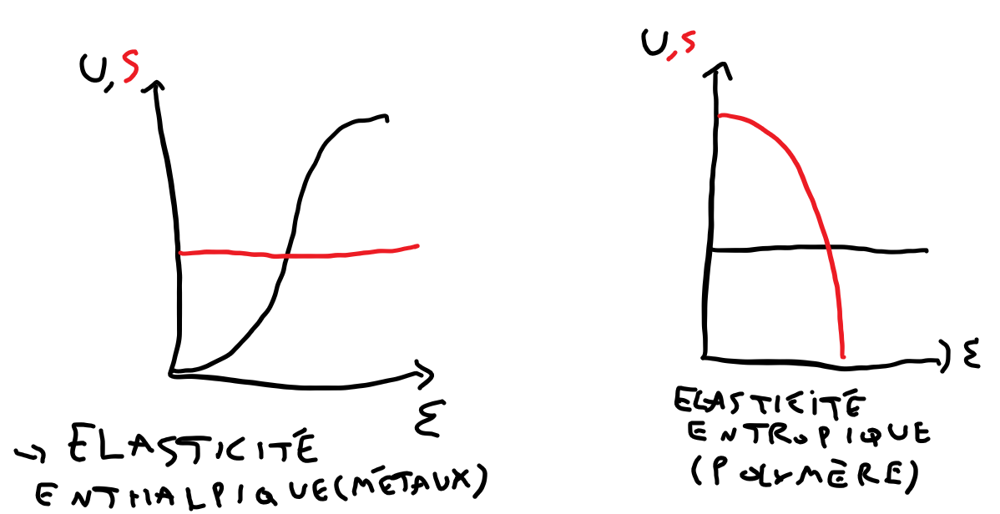 U,S
ε
→ ELASTICITÉ
ENTHALPIQUE (MÉTAUX)
U,S
ε
ELASTICITÉ
ENTROPIQUE
(POLYMÈRE)